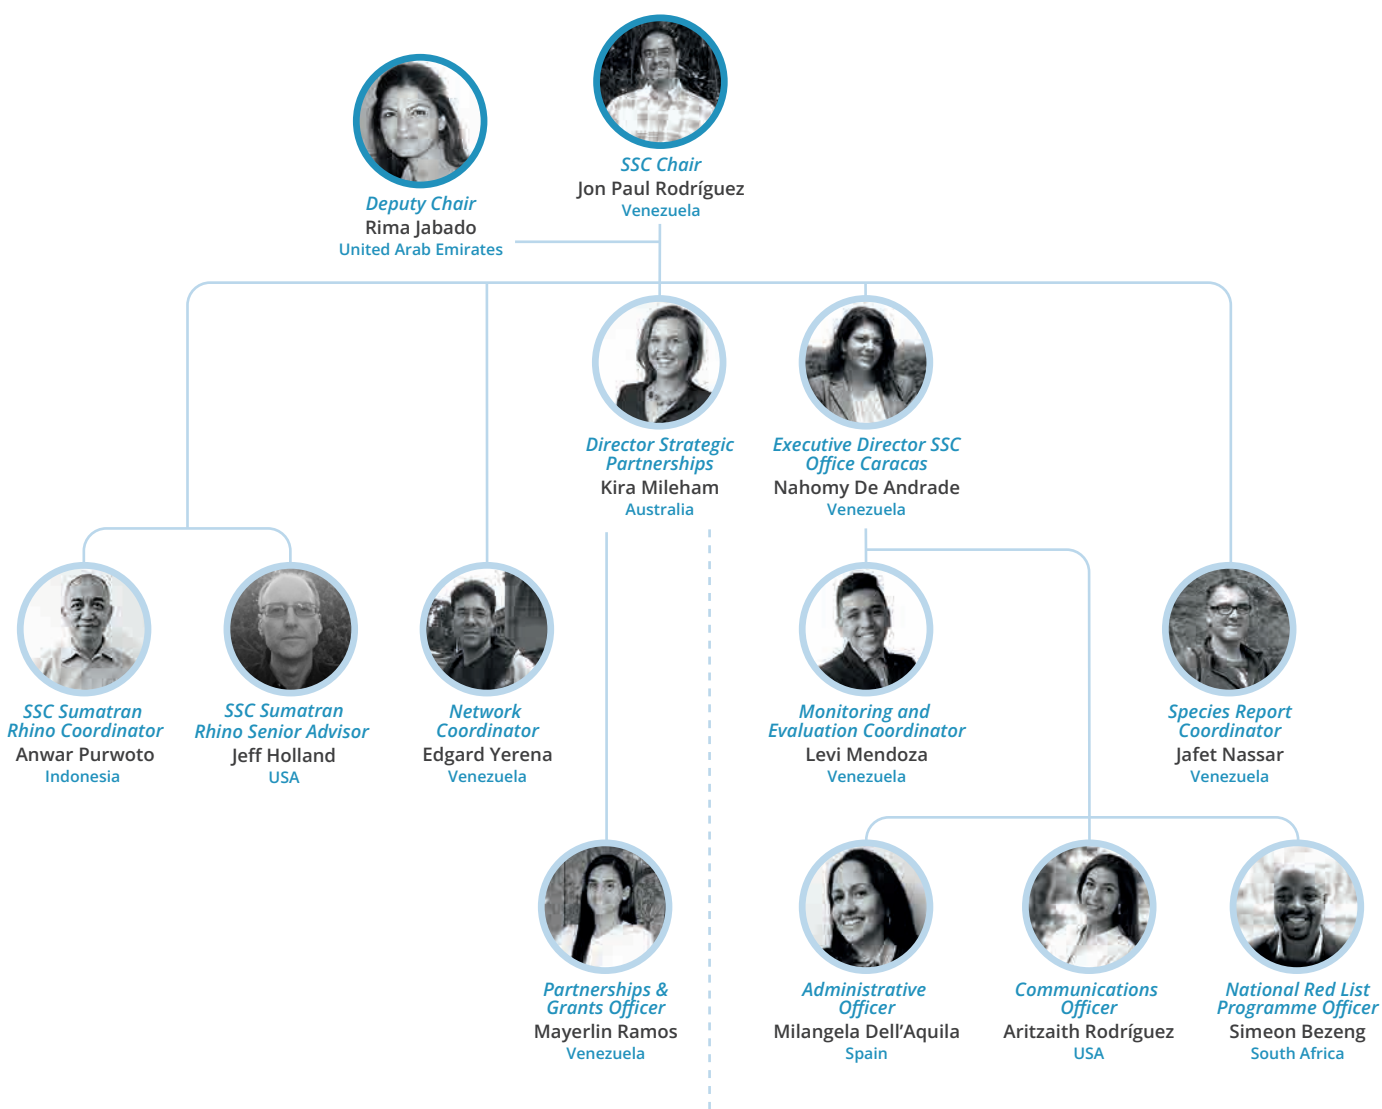 SSC Chair
Jon Paul Rodríguez
Venezuela
Deputy Chair
Rima Jabado
United Arab Emirates
Director Strategic
Partnerships
Kira Mileham
Australia
Executive Director SSC
Office Caracas
Nahomy De Andrade
Venezuela
SSC Sumatran
Rhino Coordinator
Anwar Purwoto
Indonesia
SSC Sumatran
Rhino Senior Advisor
Jeff Holland
USA
Network
Coordinator
Edgard Yerena
Venezuela
Monitoring and
Evaluation Coordinator
Levi Mendoza
Venezuela
Species Report
Coordinator
Jafet Nassar
Venezuela
Partnerships &
Grants Officer
Mayerlin Ramos
Venezuela
Administrative
Officer
Milangela Dell’Aquila
Spain
Communications
Officer
Aritzaith Rodríguez
USA
National Red List
Programme Officer
Simeon Bezeng
South Africa